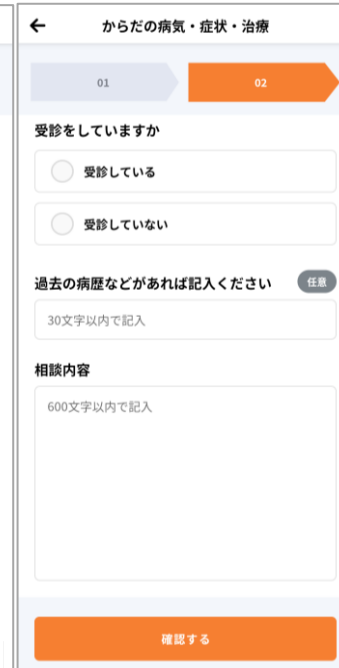 からだの病気・症状・治療
01
02
受診をしていますか
受診している
受診していない
過去の病歴などがあれば記入ください
任意
30文字以内で記入
相談内容
600文字以内で記入
確認する